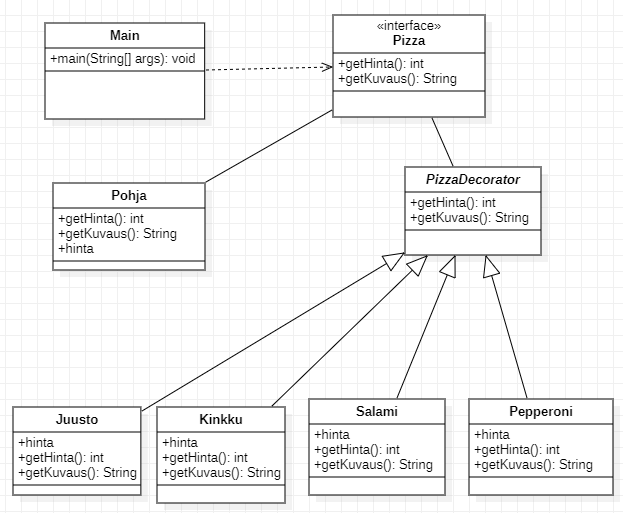 Main
+main(String[] args): void
«interface»
Pizza
+getHinta(): int
+getKuvaus(): String
Pohja
+getHinta(): int
+getKuvaus(): String
+hinta
PizzaDecorator
+getHinta(): int
+getKuvaus(): String
Juusto
+hinta
+getHinta(): int
+getKuvaus(): String
Kinkku
+hinta
+getHinta(): int
+getKuvaus(): String
Salami
+hinta
+getHinta(): int
+getKuvaus(): String
Pepperoni
+hinta
+getHinta(): int
+getKuvaus(): String